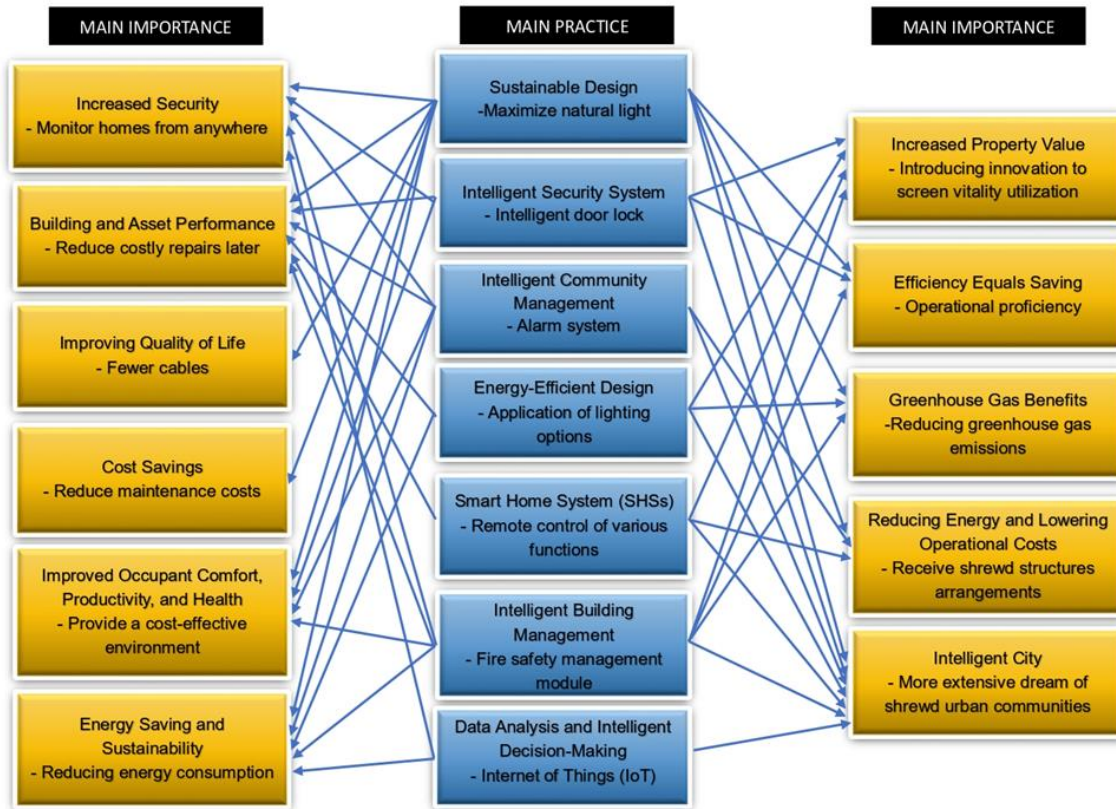 MAIN IMPORTANCE
Increased Security
- Monitor homes from anywhere
Building and Asset Performance
- Reduce costly repairs later
Improving Quality of Life
- Fewer cables
Cost Savings
- Reduce maintenance costs
Improved Occupant Comfort,
Productivity, and Health
- Provide a cost-effective
environment
Energy Saving and
Sustainability
- Reducing energy consumption
MAIN PRACTICE
Sustainable Design
-Maximize natural light
Intelligent Security System
- Intelligent door lock
Intelligent Community
Management
- Alarm system
Energy-Efficient Design
- Application of lighting
options
Smart Home System (SHSs)
- Remote control of various
functions
Intelligent Building
Management
- Fire safety management
module
Data Analysis and Intelligent
Decision-Making
- Internet of Things (IoT)
MAIN IMPORTANCE
Increased Property Value
- Introducing innovation to
screen vitality utilization
Efficiency Equals Saving
- Operational proficiency
Greenhouse Gas Benefits
-Reducing greenhouse gas
emissions
Reducing Energy and Lowering
Operational Costs
- Receive shrewd structures
arrangements
Intelligent City
- More extensive dream of
shrewd urban communities